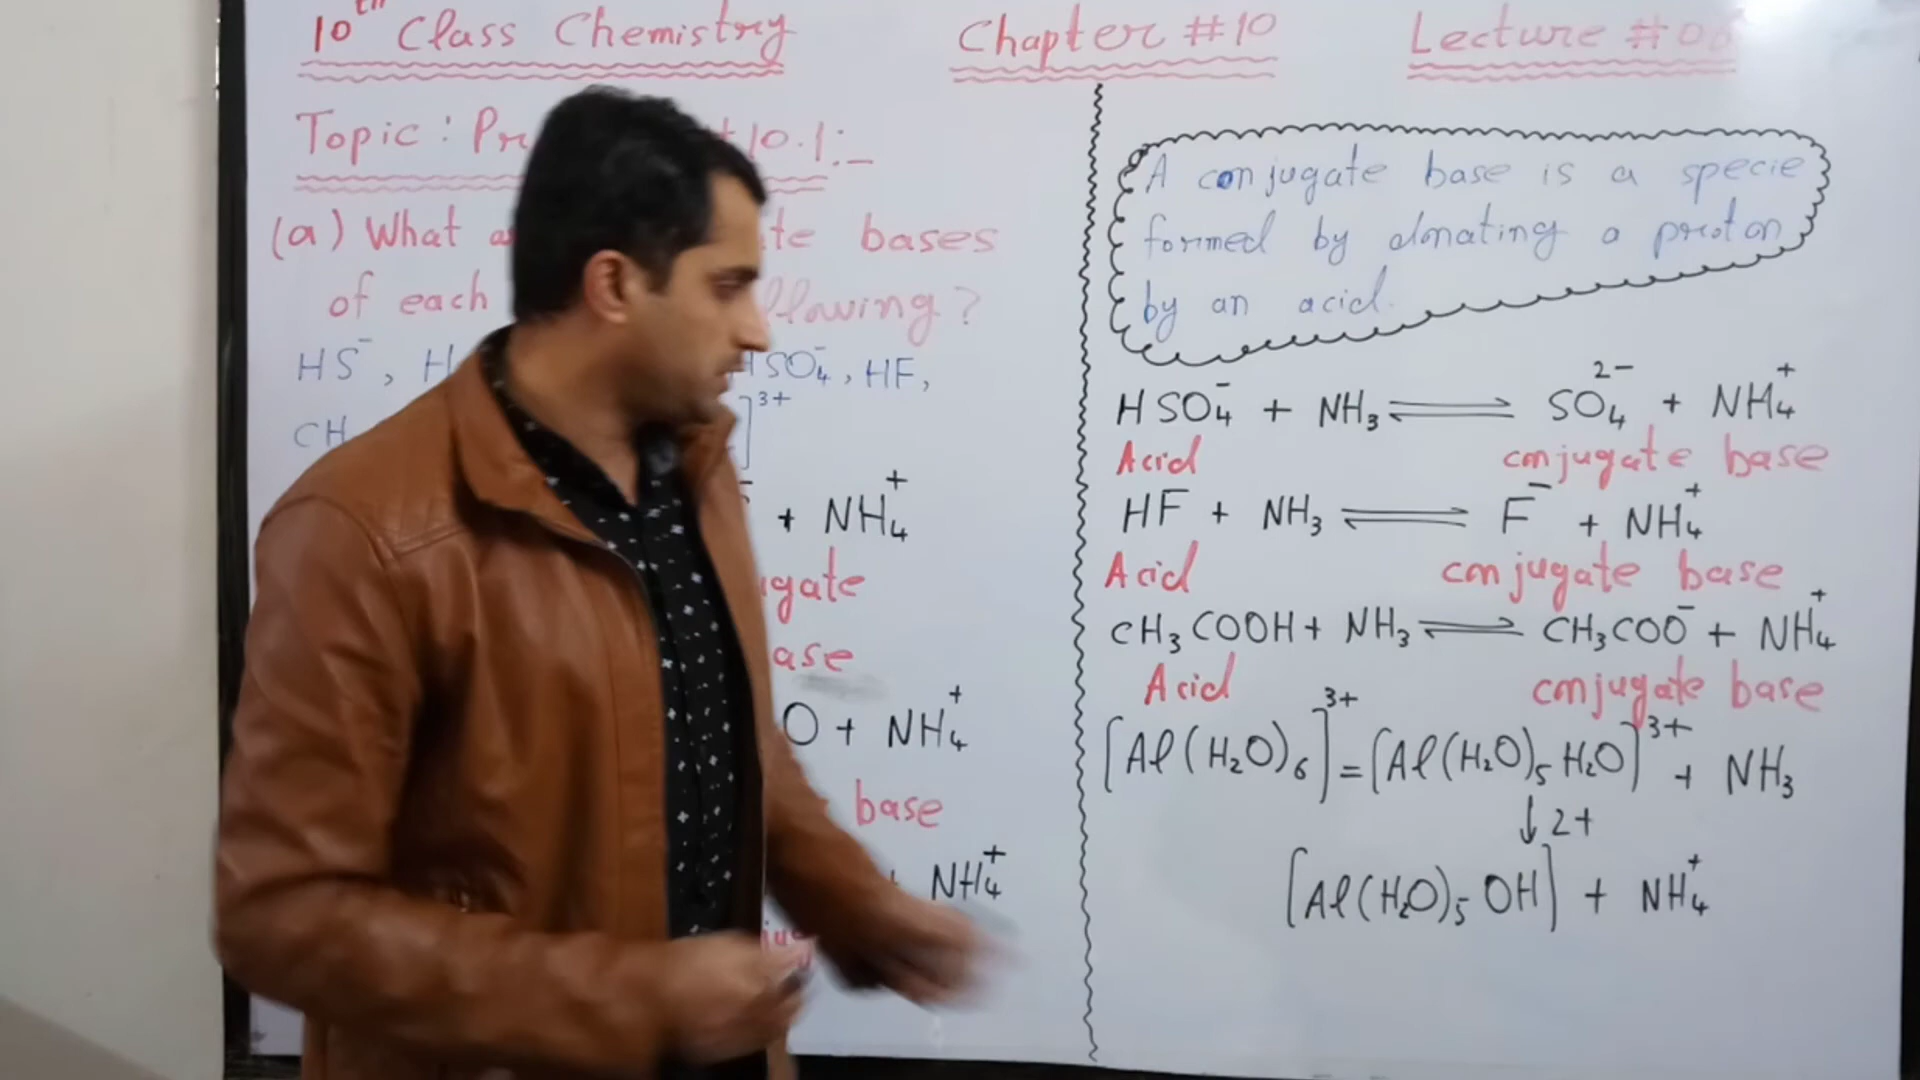 10th Class Chemistry
Chapter #10
Lecture #08
Topic: Pr 10.1:-
(a) What te bases
of each llowing?
HS⁻, H SO₄⁻, HF,
CH ]³⁺
+ NH₄⁺
ugate
ase
O + NH₄⁺
base
NH₄⁺
A conjugate base is a specie
formed by donating a proton
by an acid.
HSO₄⁻ + NH₃ ⇌ SO₄²⁻ + NH₄⁺
Acid conjugate base
HF + NH₃ ⇌ F⁻ + NH₄⁺
Acid conjugate base
CH₃COOH + NH₃ ⇌ CH₃COO⁻ + NH₄⁺
Acid conjugate base
[Al(H₂O)₆]³⁺ = [Al(H₂O)₅H₂O]³⁺ + NH₃
↓
[Al(H₂O)₅OH]²⁺ + NH₄⁺